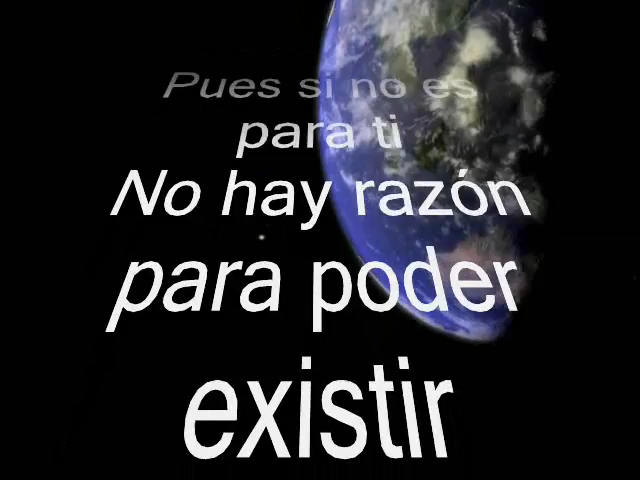 Pues si no es
para ti
No hay razón
para poder
existir